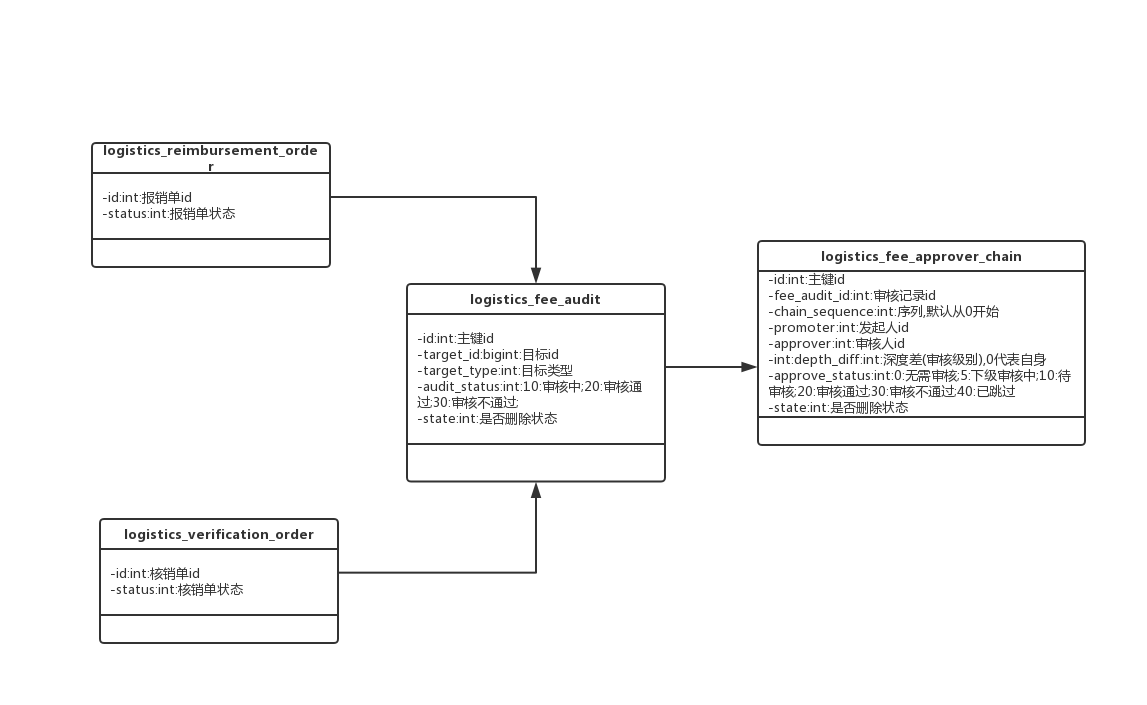 logistics_reimbursement_orde
r
-id:int:报销单id
-status:int:报销单状态
logistics_fee_audit
-id:int:主键id
-target_id:bigint:目标id
-target_type:int:目标类型
-audit_status:int:10:审核中;20:审核通
过;30:审核不通过;
-state:int:是否删除状态
logistics_fee_approver_chain
-id:int:主键id
-fee_audit_id:int:审核记录id
-chain_sequence:int:序列,默认从0开始
-promoter:int:发起人id
-approver:int:审核人id
-int:depth_diff:int:深度差(审核级别),0代表自身
-approve_status:int:0:无需审核;5:下级审核中;10:待
审核;20:审核通过;30:审核不通过;40:已跳过
-state:int:是否删除状态
logistics_verification_order
-id:int:核销单id
-status:int:核销单状态